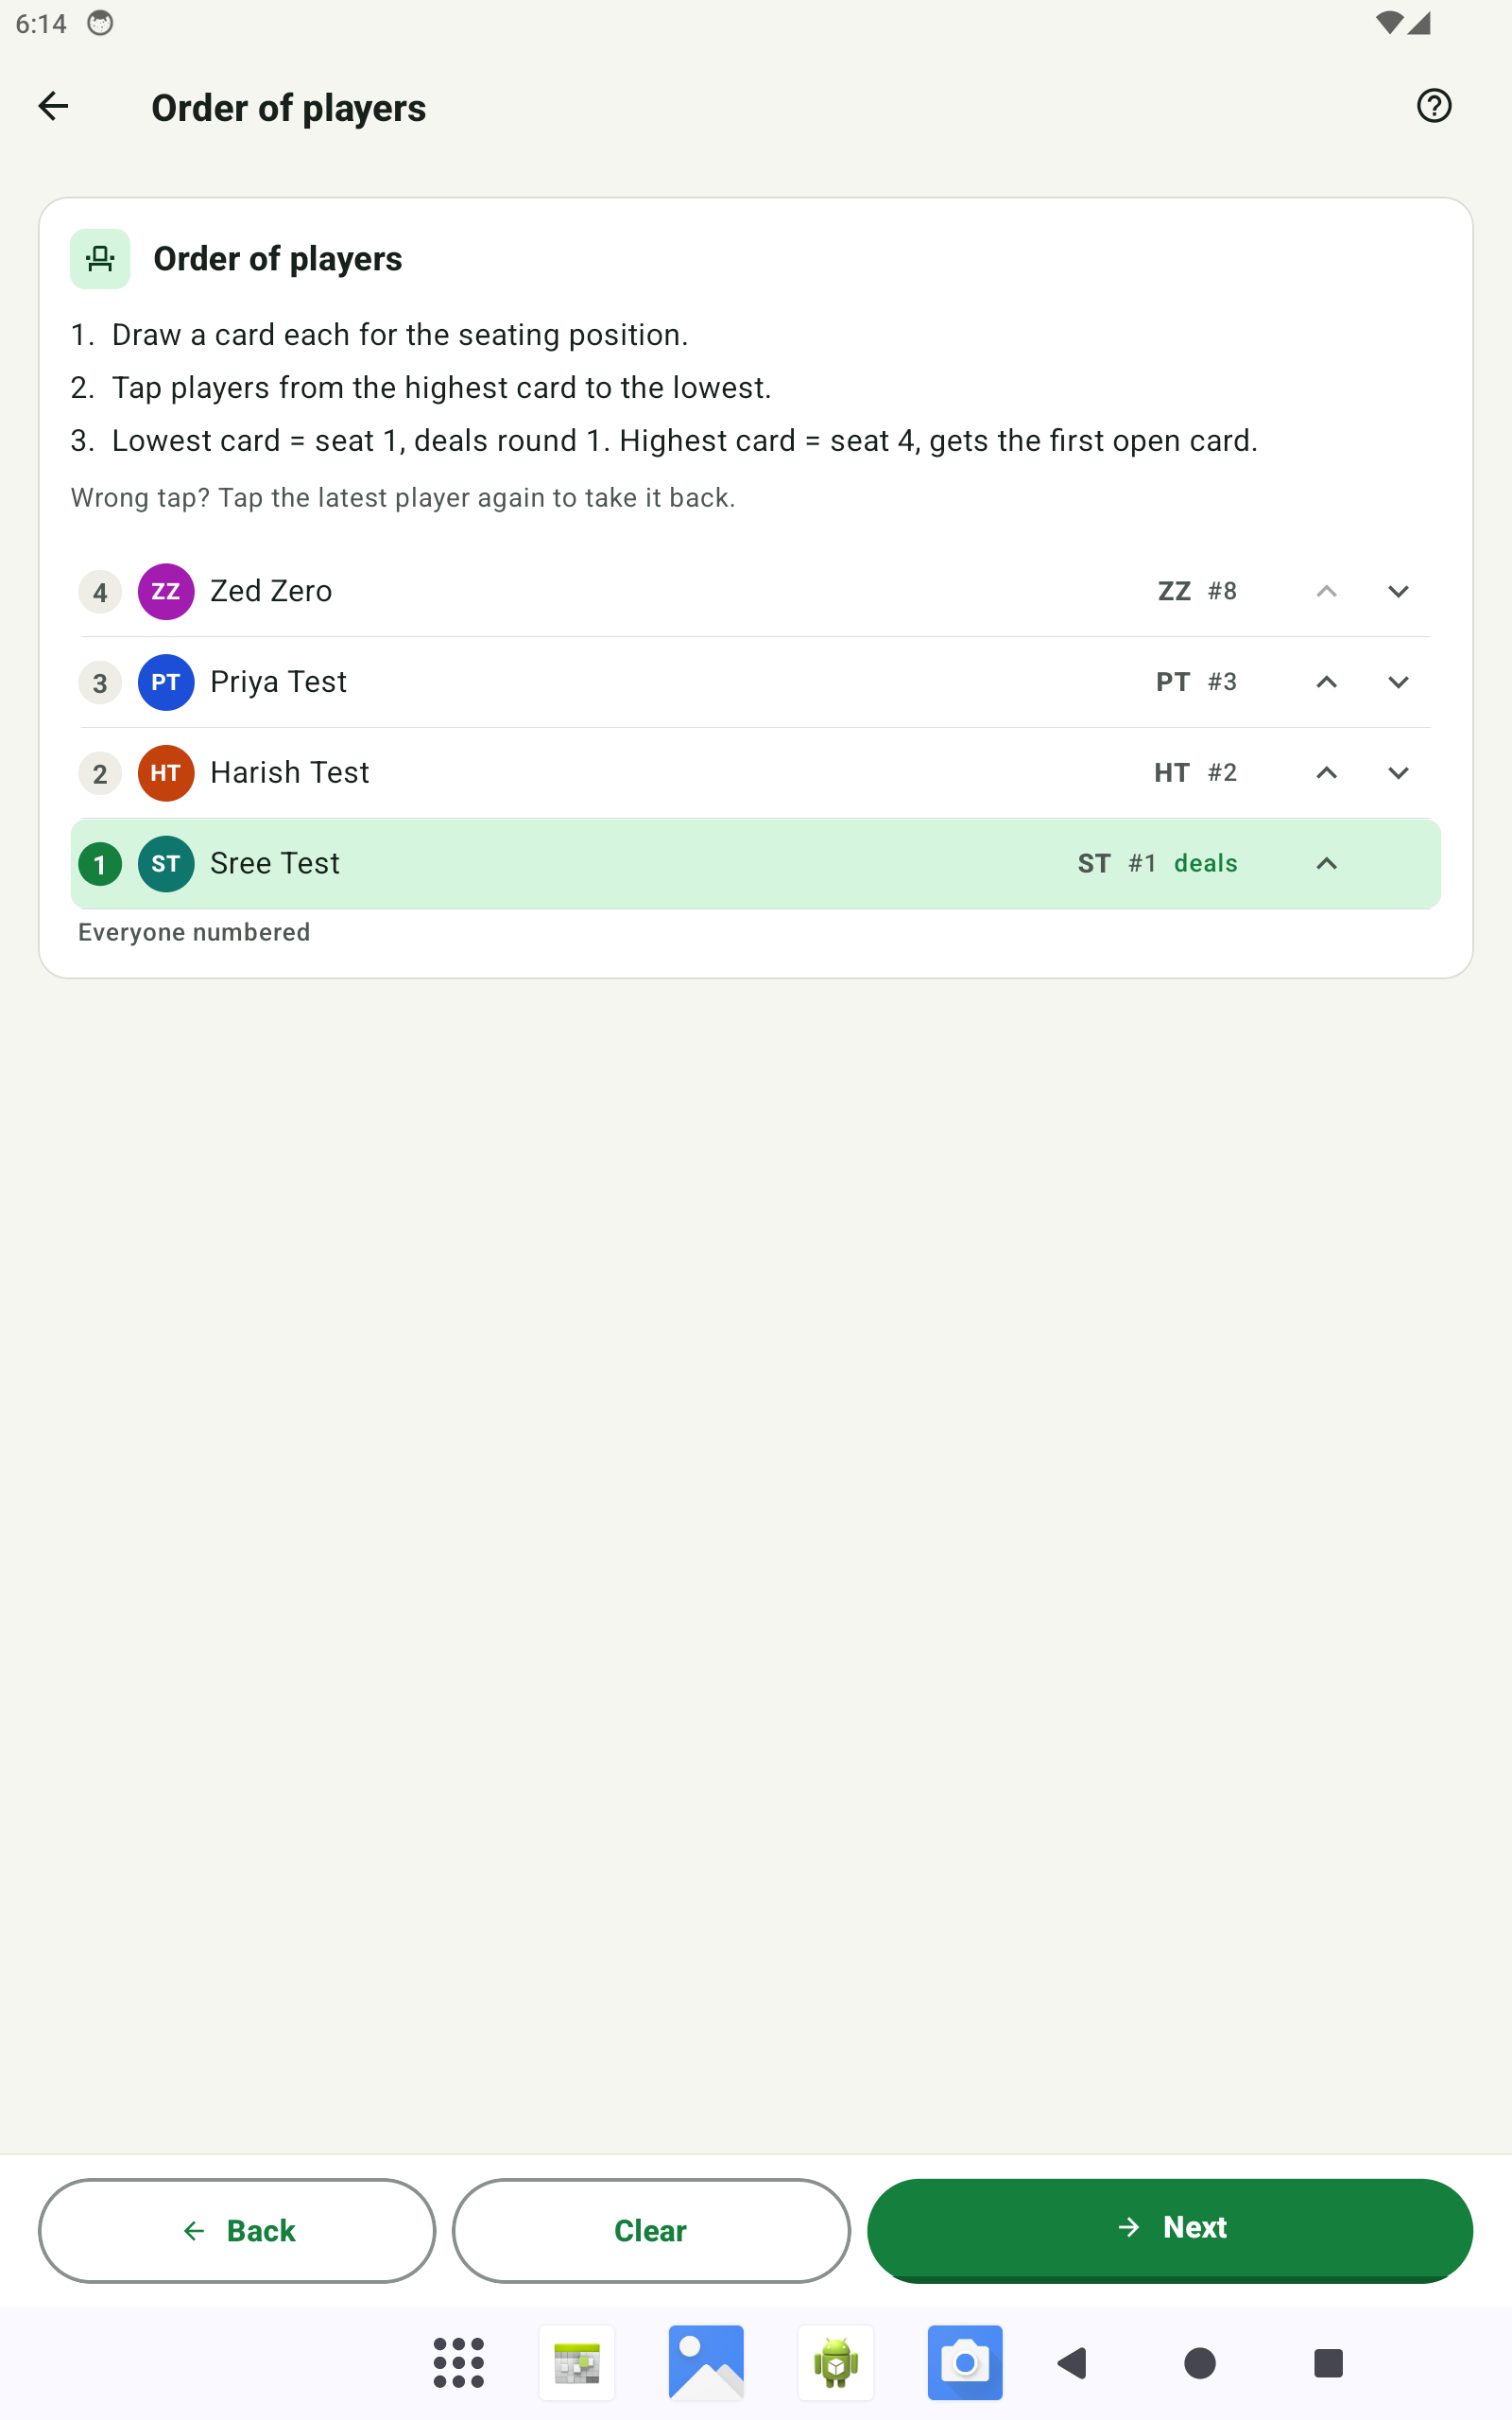 6:14
Order of players
Order of players
1. Draw a card each for the seating position.
2. Tap players from the highest card to the lowest.
3. Lowest card = seat 1, deals round 1. Highest card = seat 4, gets the first open card.
Wrong tap? Tap the latest player again to take it back.
4 ZZ Zed Zero ZZ #8
3 PT Priya Test PT #3
2 HT Harish Test HT #2
1 ST Sree Test ST #1 deals
Everyone numbered
Back Clear Next